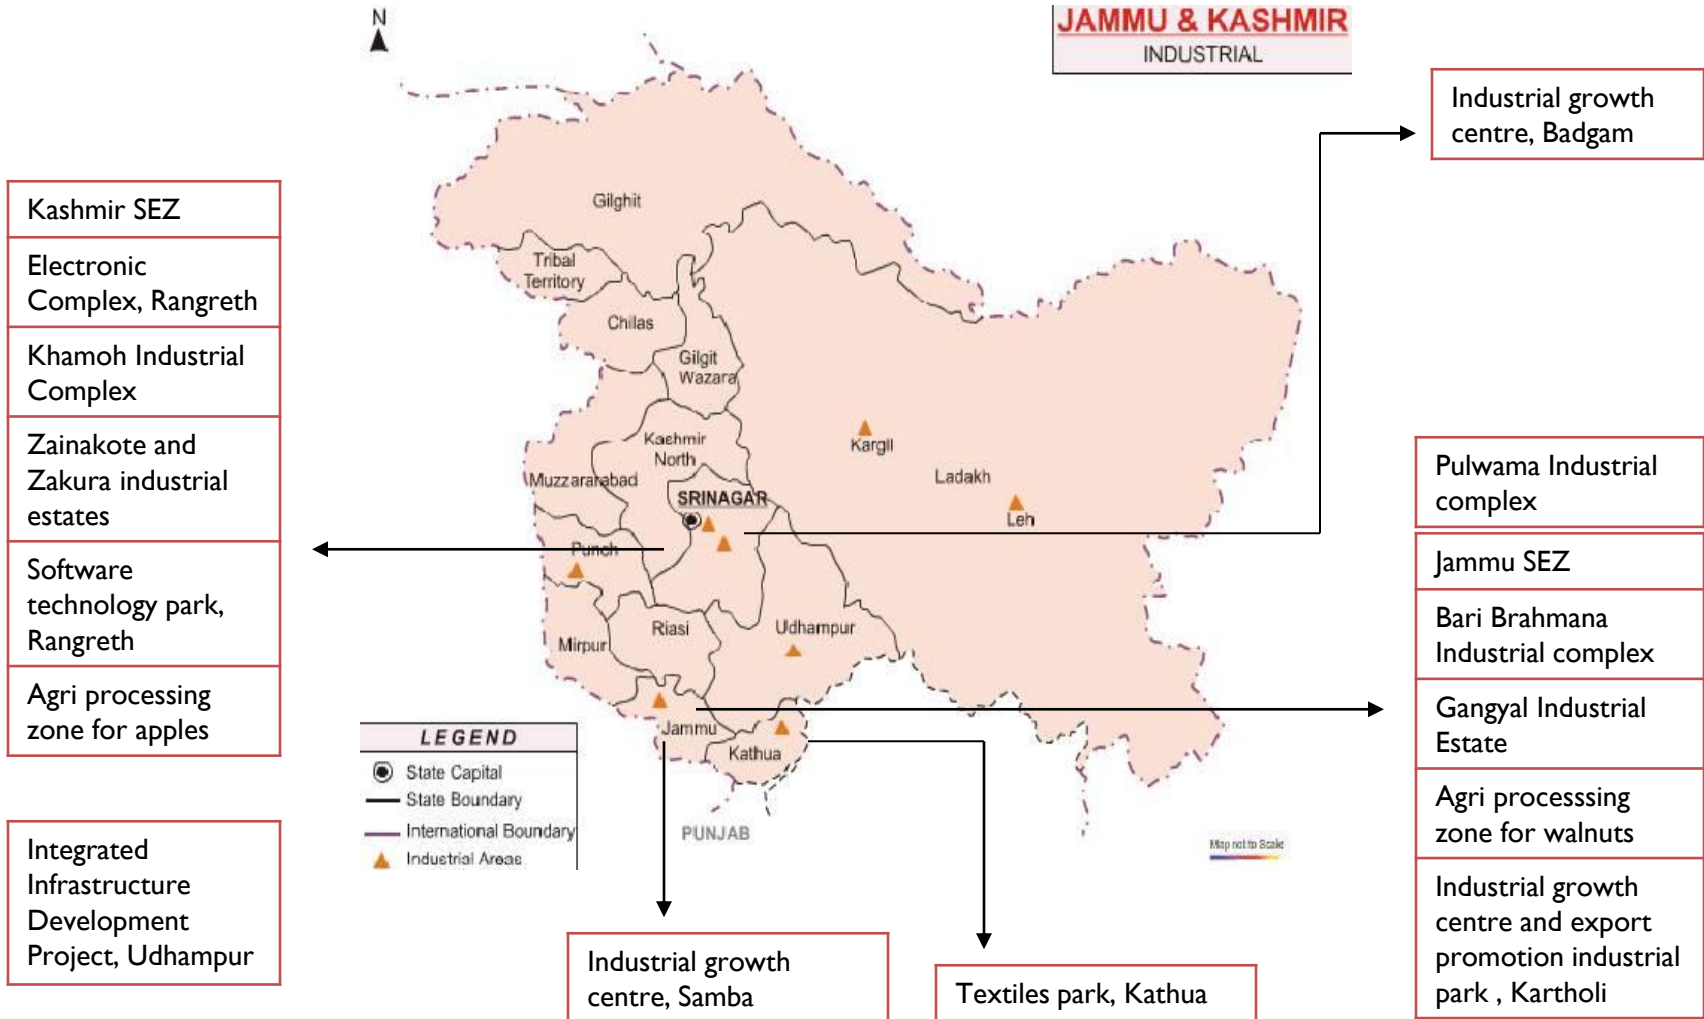 N
JAMMU & KASHMIR
INDUSTRIAL
Industrial growth
centre, Badgam
Kashmir SEZ
Electronic
Complex, Rangreth
Khamoh Industrial
Complex
Zainakote and
Zakura industrial
estates
Software
technology park,
Rangreth
Agri processing
zone for apples
Integrated
Infrastructure
Development
Project, Udhampur
Gilghit
Tribal
Territory
Chilas
Gilgit
Wazara
Kashmir
North
Muzzararabad
SRINAGAR
Kargil
Ladakh
Leh
Punch
Mirpur
Riasi
Udhampur
Jammu
Kathua
PUNJAB
LEGEND
State Capital
State Boundary
International Boundary
Industrial Areas
Map not to Scale
Pulwama Industrial
complex
Jammu SEZ
Bari Brahmana
Industrial complex
Gangyal Industrial
Estate
Agri processsing
zone for walnuts
Industrial growth
centre and export
promotion industrial
park , Kartholi
Industrial growth
centre, Samba
Textiles park, Kathua